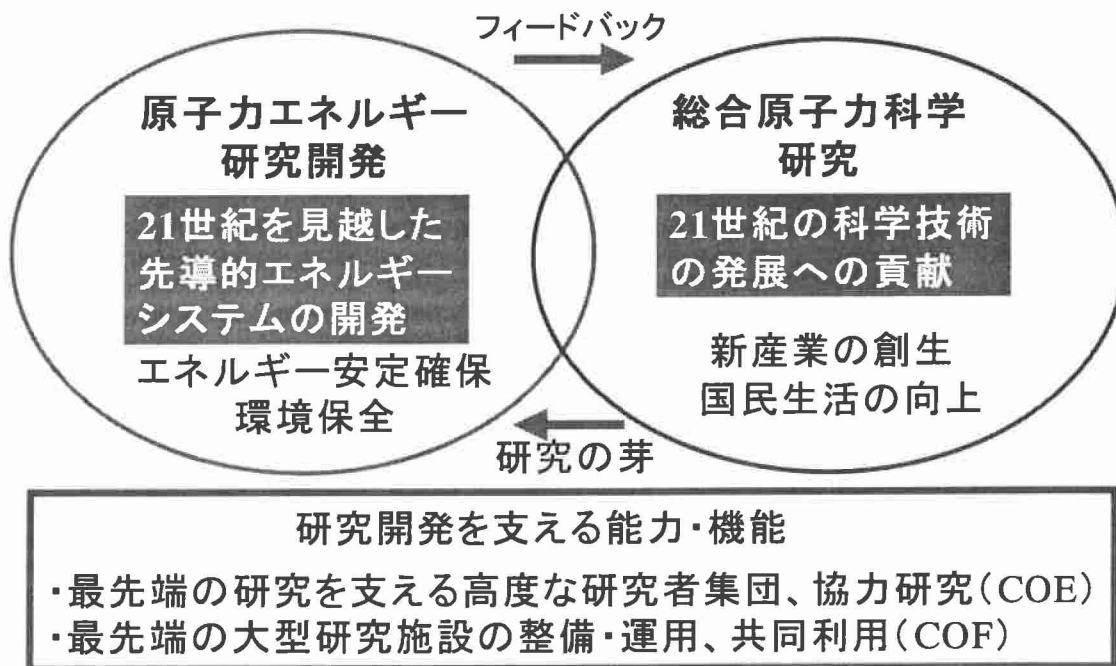 フィードバック
原子力エネルギー
研究開発
21世紀を見越した
先導的エネルギー
システムの開発
エネルギー安定確保
環境保全
総合原子力科学
研究
21世紀の科学技術
の発展への貢献
新産業の創生
国民生活の向上
研究の芽
研究開発を支える能力・機能
・最先端の研究を支える高度な研究者集団、協力研究(COE)
・最先端の大型研究施設の整備・運用、共同利用(COF)